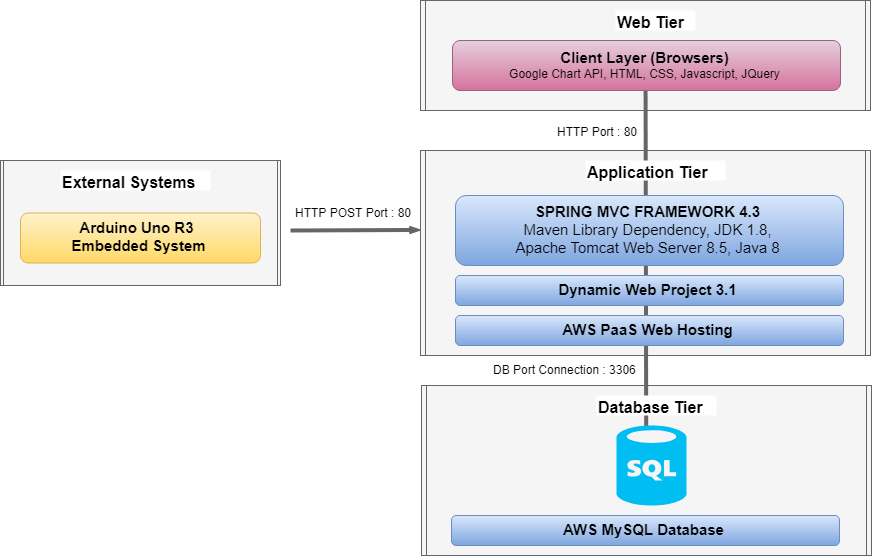 Web Tier
Client Layer (Browsers)
Google Chart API, HTML, CSS, Javascript, JQuery
HTTP Port : 80
External Systems
Arduino Uno R3
Embedded System
HTTP POST Port : 80
Application Tier
SPRING MVC FRAMEWORK 4.3
Maven Library Dependency, JDK 1.8,
Apache Tomcat Web Server 8.5, Java 8
Dynamic Web Project 3.1
AWS PaaS Web Hosting
DB Port Connection : 3306
Database Tier
SQL
AWS MySQL Database